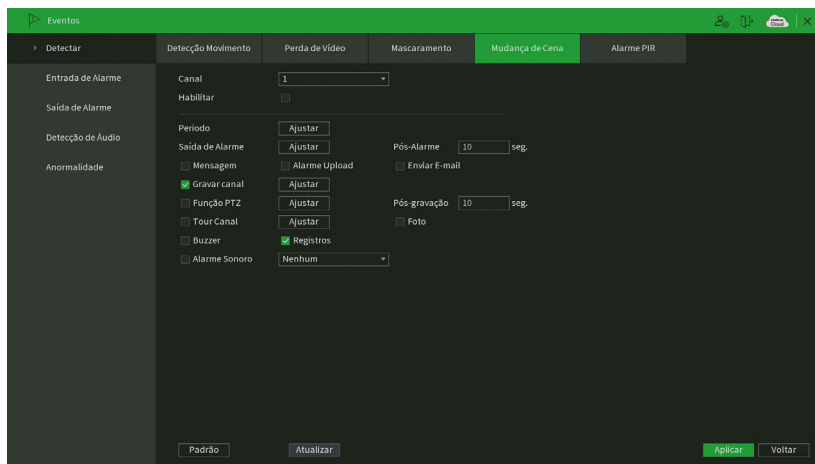 Eventos
Detectar
Detecção Movimento
Perda de Vídeo
Mascaramento
Mudança de Cena
Alarme PIR
Entrada de Alarme
Saída de Alarme
Detecção de Áudio
Anormalidade
Canal 1
Habilitar
Periodo Ajustar
Saída de Alarme Ajustar Pós-Alarme 10 seg.
Mensagem Alarme Upload Enviar E-mail
Gravar canal Ajustar
Função PTZ Ajustar Pós-gravação 10 seg.
Tour Canal Ajustar Foto
Buzzer Registros
Alarme Sonoro Nenhum
Padrão Atualizar Aplicar Voltar